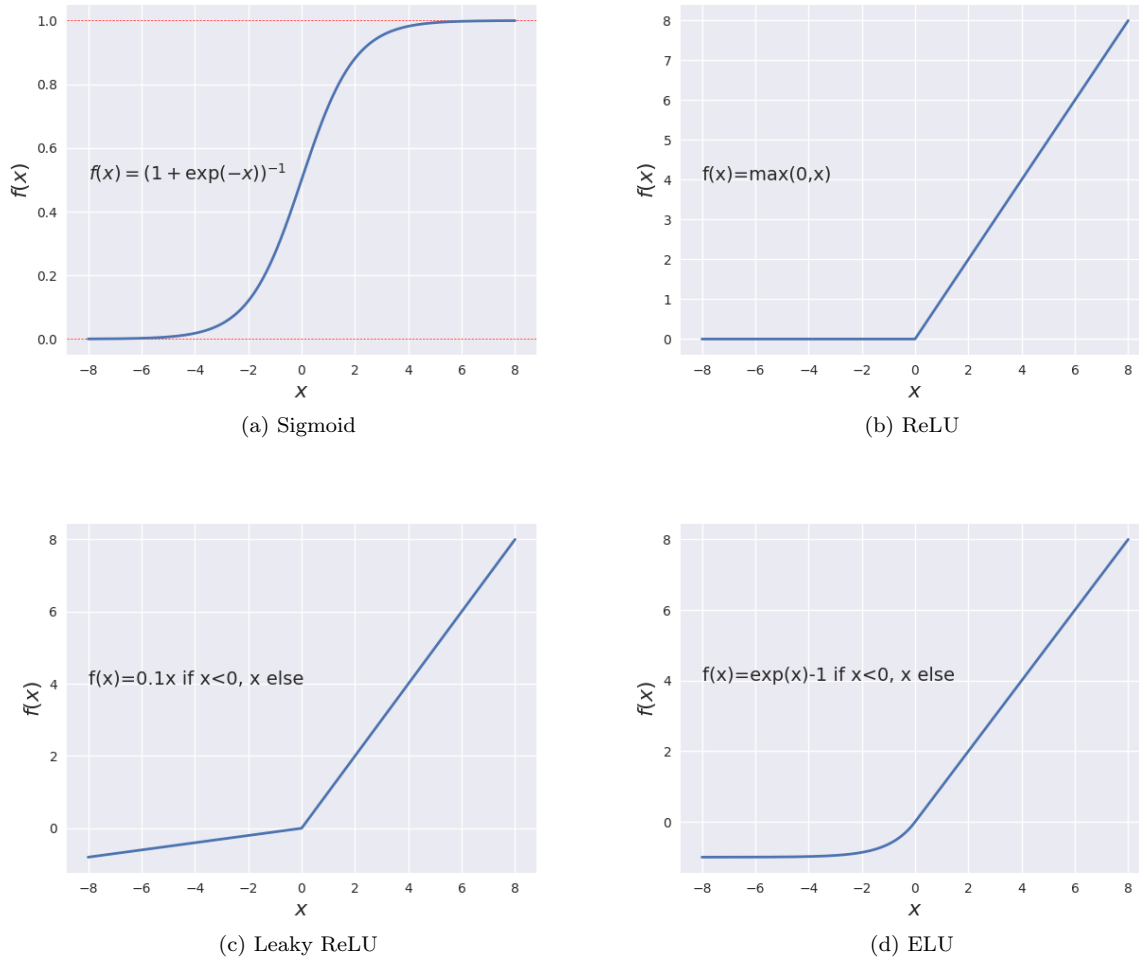 1.0
0.8
0.6
0.4
0.2
0.0
f(x)
f(x) = (1 + exp(−x))⁻¹
−8 −6 −4 −2 0 2 4 6 8
x
(a) Sigmoid
8
7
6
5
4
3
2
1
0
f(x)
f(x)=max(0,x)
−8 −6 −4 −2 0 2 4 6 8
x
(b) ReLU
8
6
4
2
0
f(x)
f(x)=0.1x if x<0, x else
−8 −6 −4 −2 0 2 4 6 8
x
(c) Leaky ReLU
8
6
4
2
0
f(x)
f(x)=exp(x)-1 if x<0, x else
−8 −6 −4 −2 0 2 4 6 8
x
(d) ELU